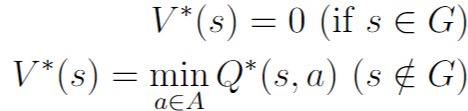 V*(s) = 0 (if s ∈ G)
V*(s) = min_{a∈A} Q*(s, a) (s ∉ G)